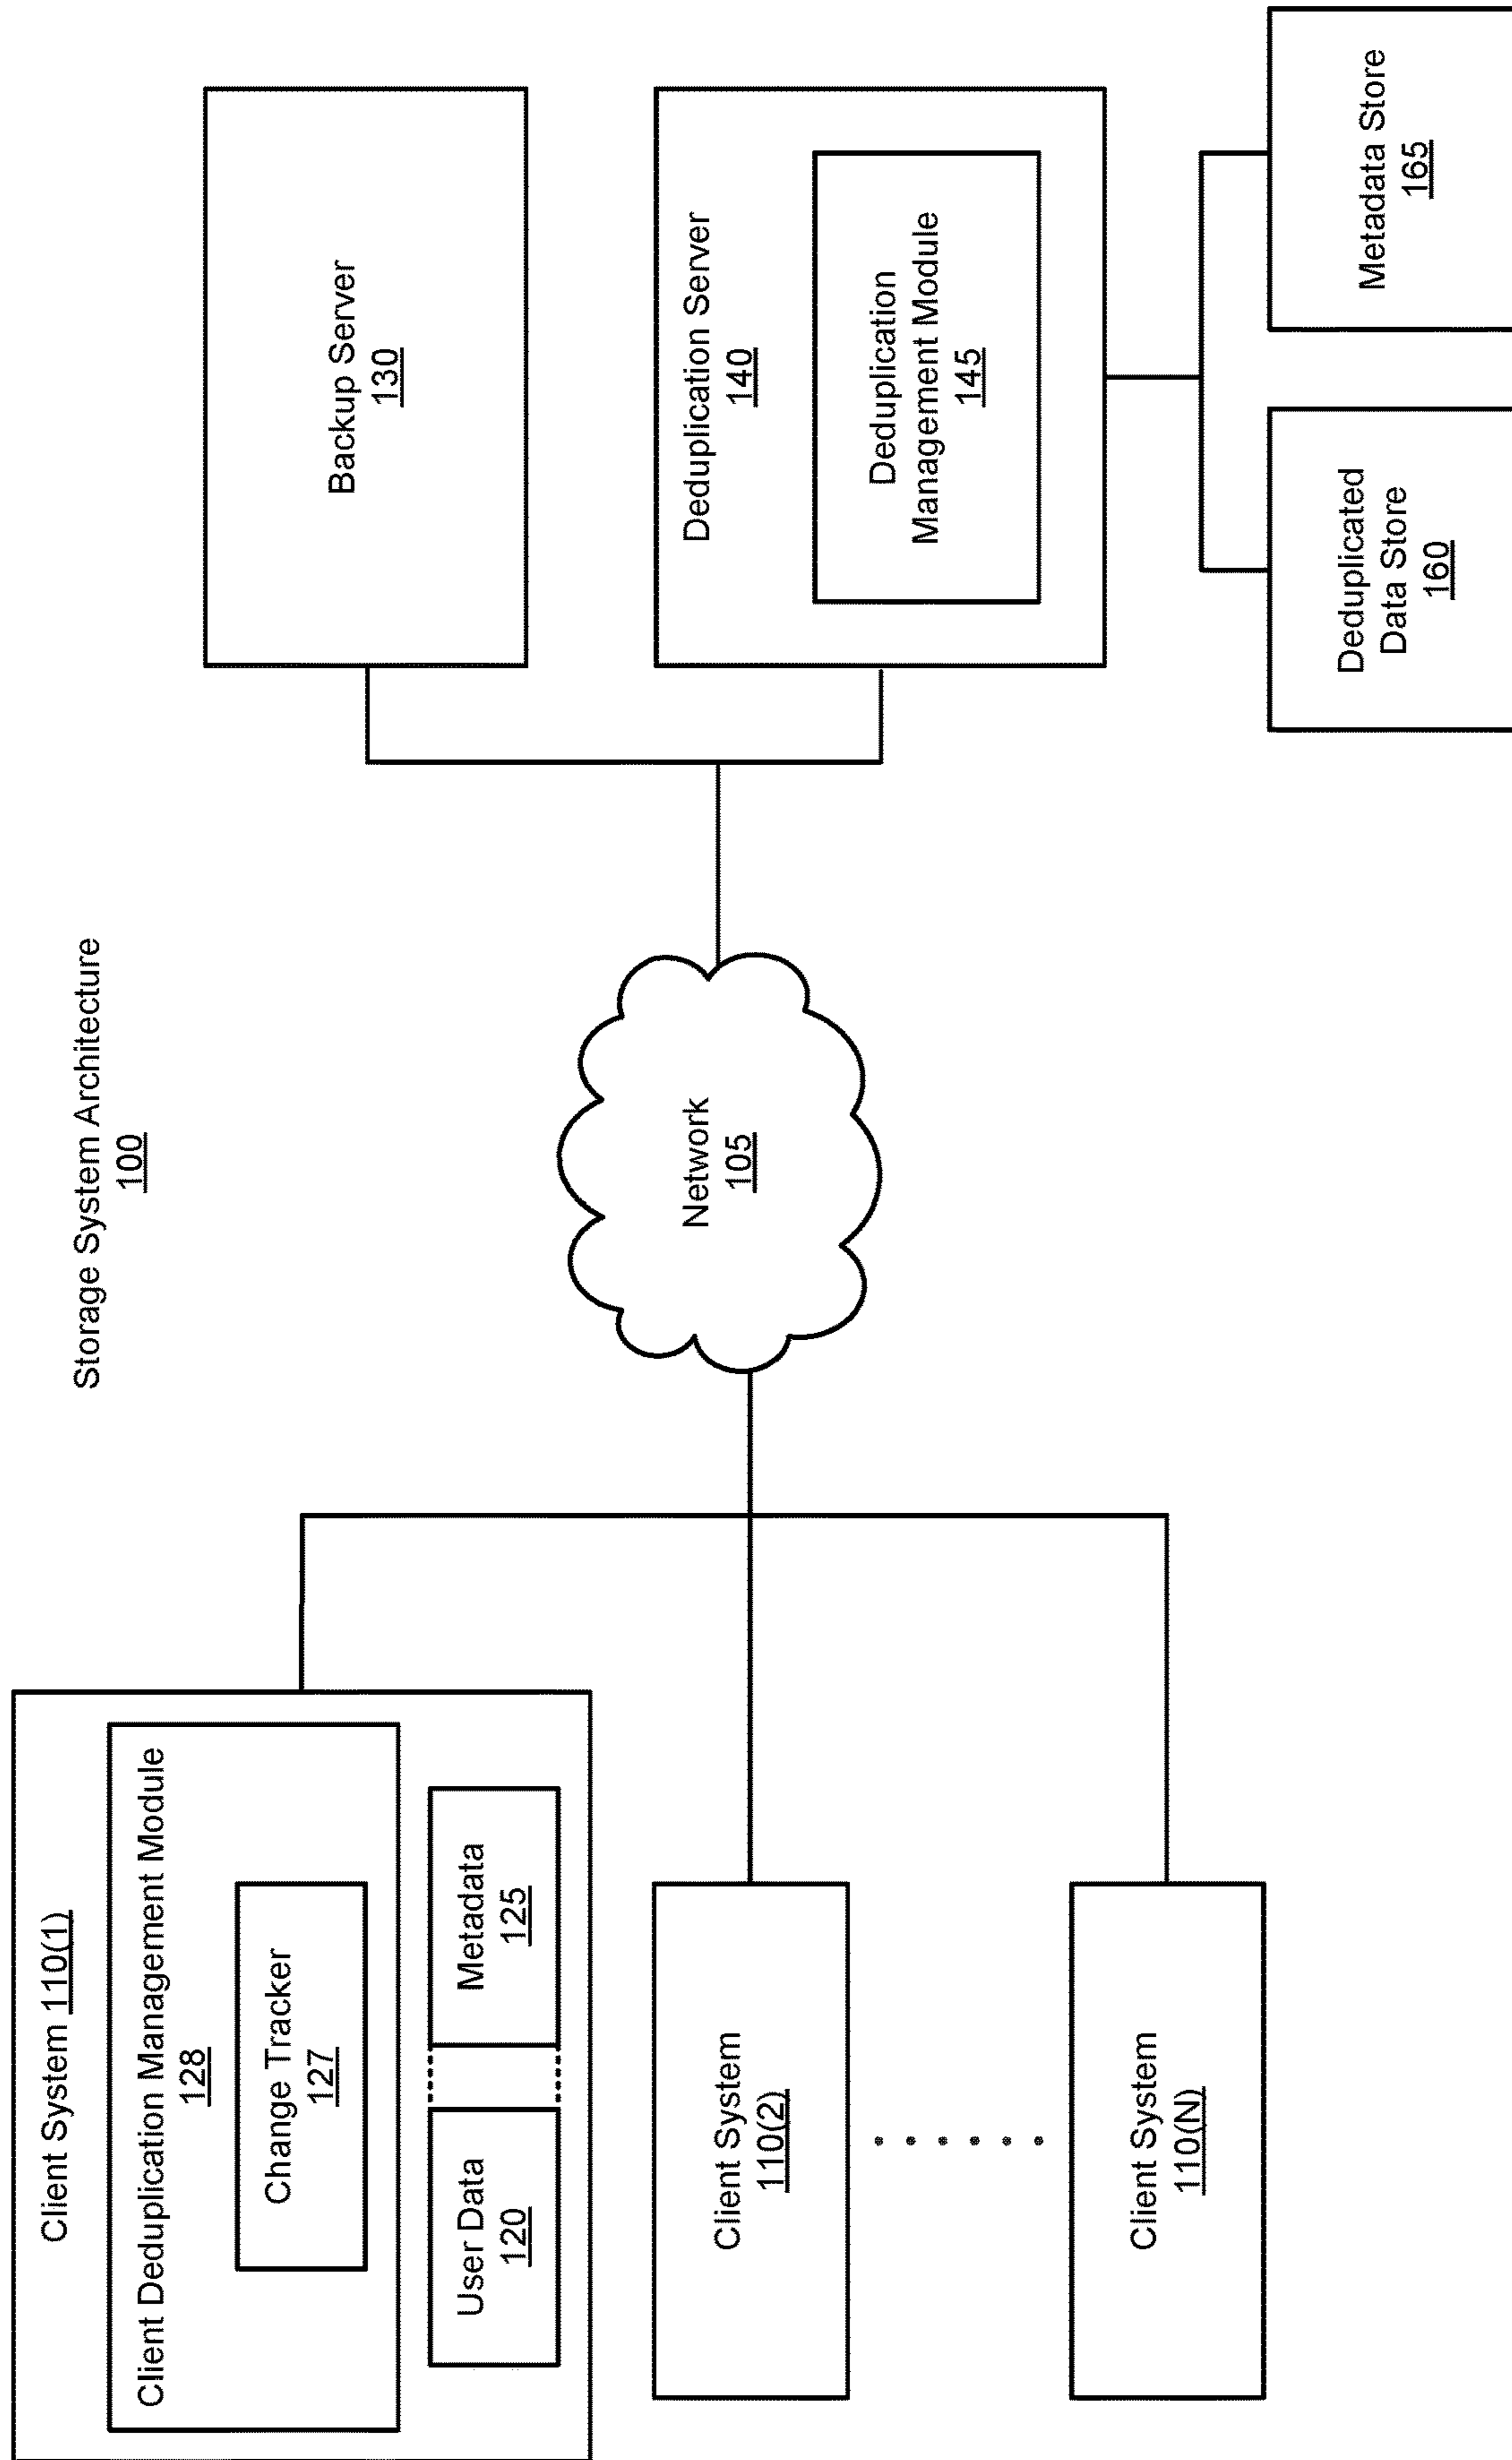 Storage System Architecture
100
Client System 110(1)
Client Deduplication Management Module
128
Change Tracker
127
User Data
120
Metadata
125
Client System
110(2)
Client System
110(N)
Network
105
Backup Server
130
Deduplication Server
140
Deduplication
Management Module
145
Deduplicated
Data Store
160
Metadata Store
165